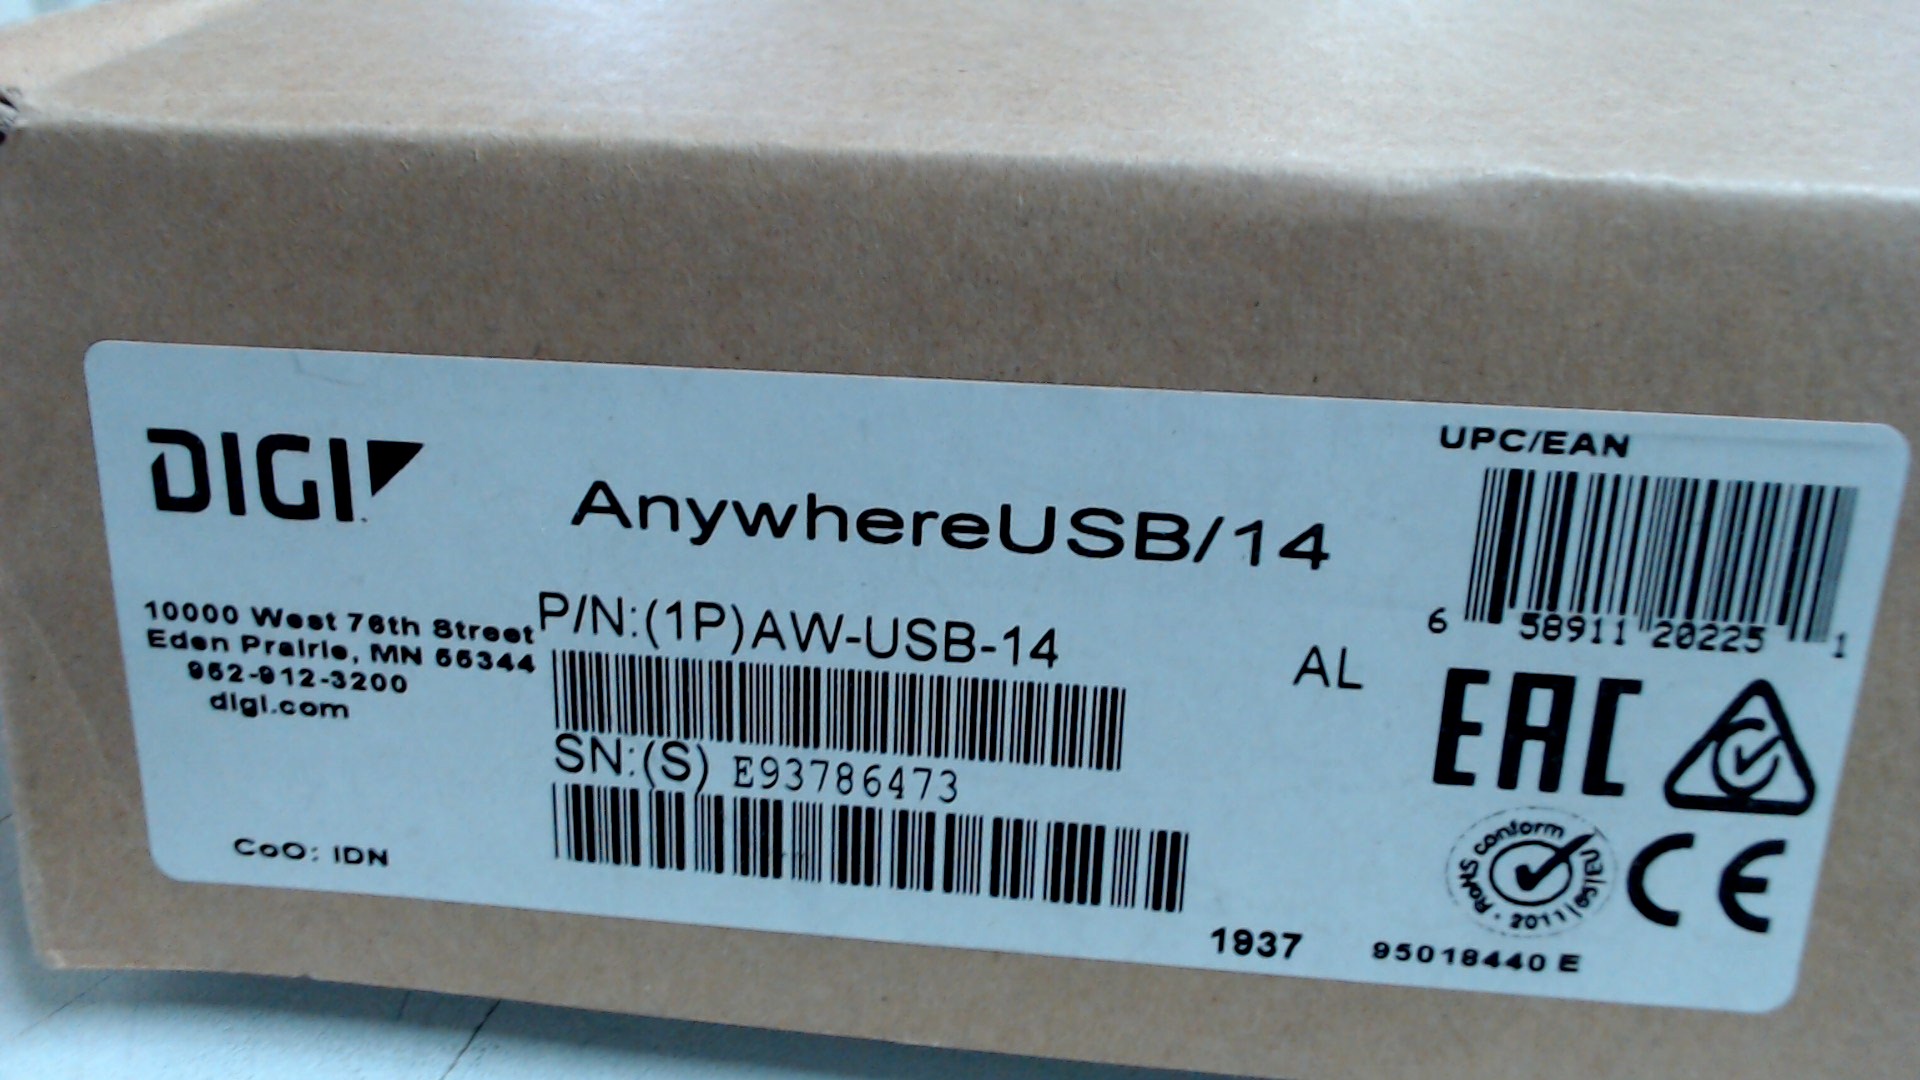 DIGI
AnywhereUSB/14
UPC/EAN
6 58911 20225 1
10000 West 76th Street
Eden Prairie, MN 55344
952-912-3200
digi.com
P/N:(1P)AW-USB-14
AL
SN:(S) E93786473
EAC
CoO: IDN
RoHS conform
2011/65/EU
CE
1937
95018440 E